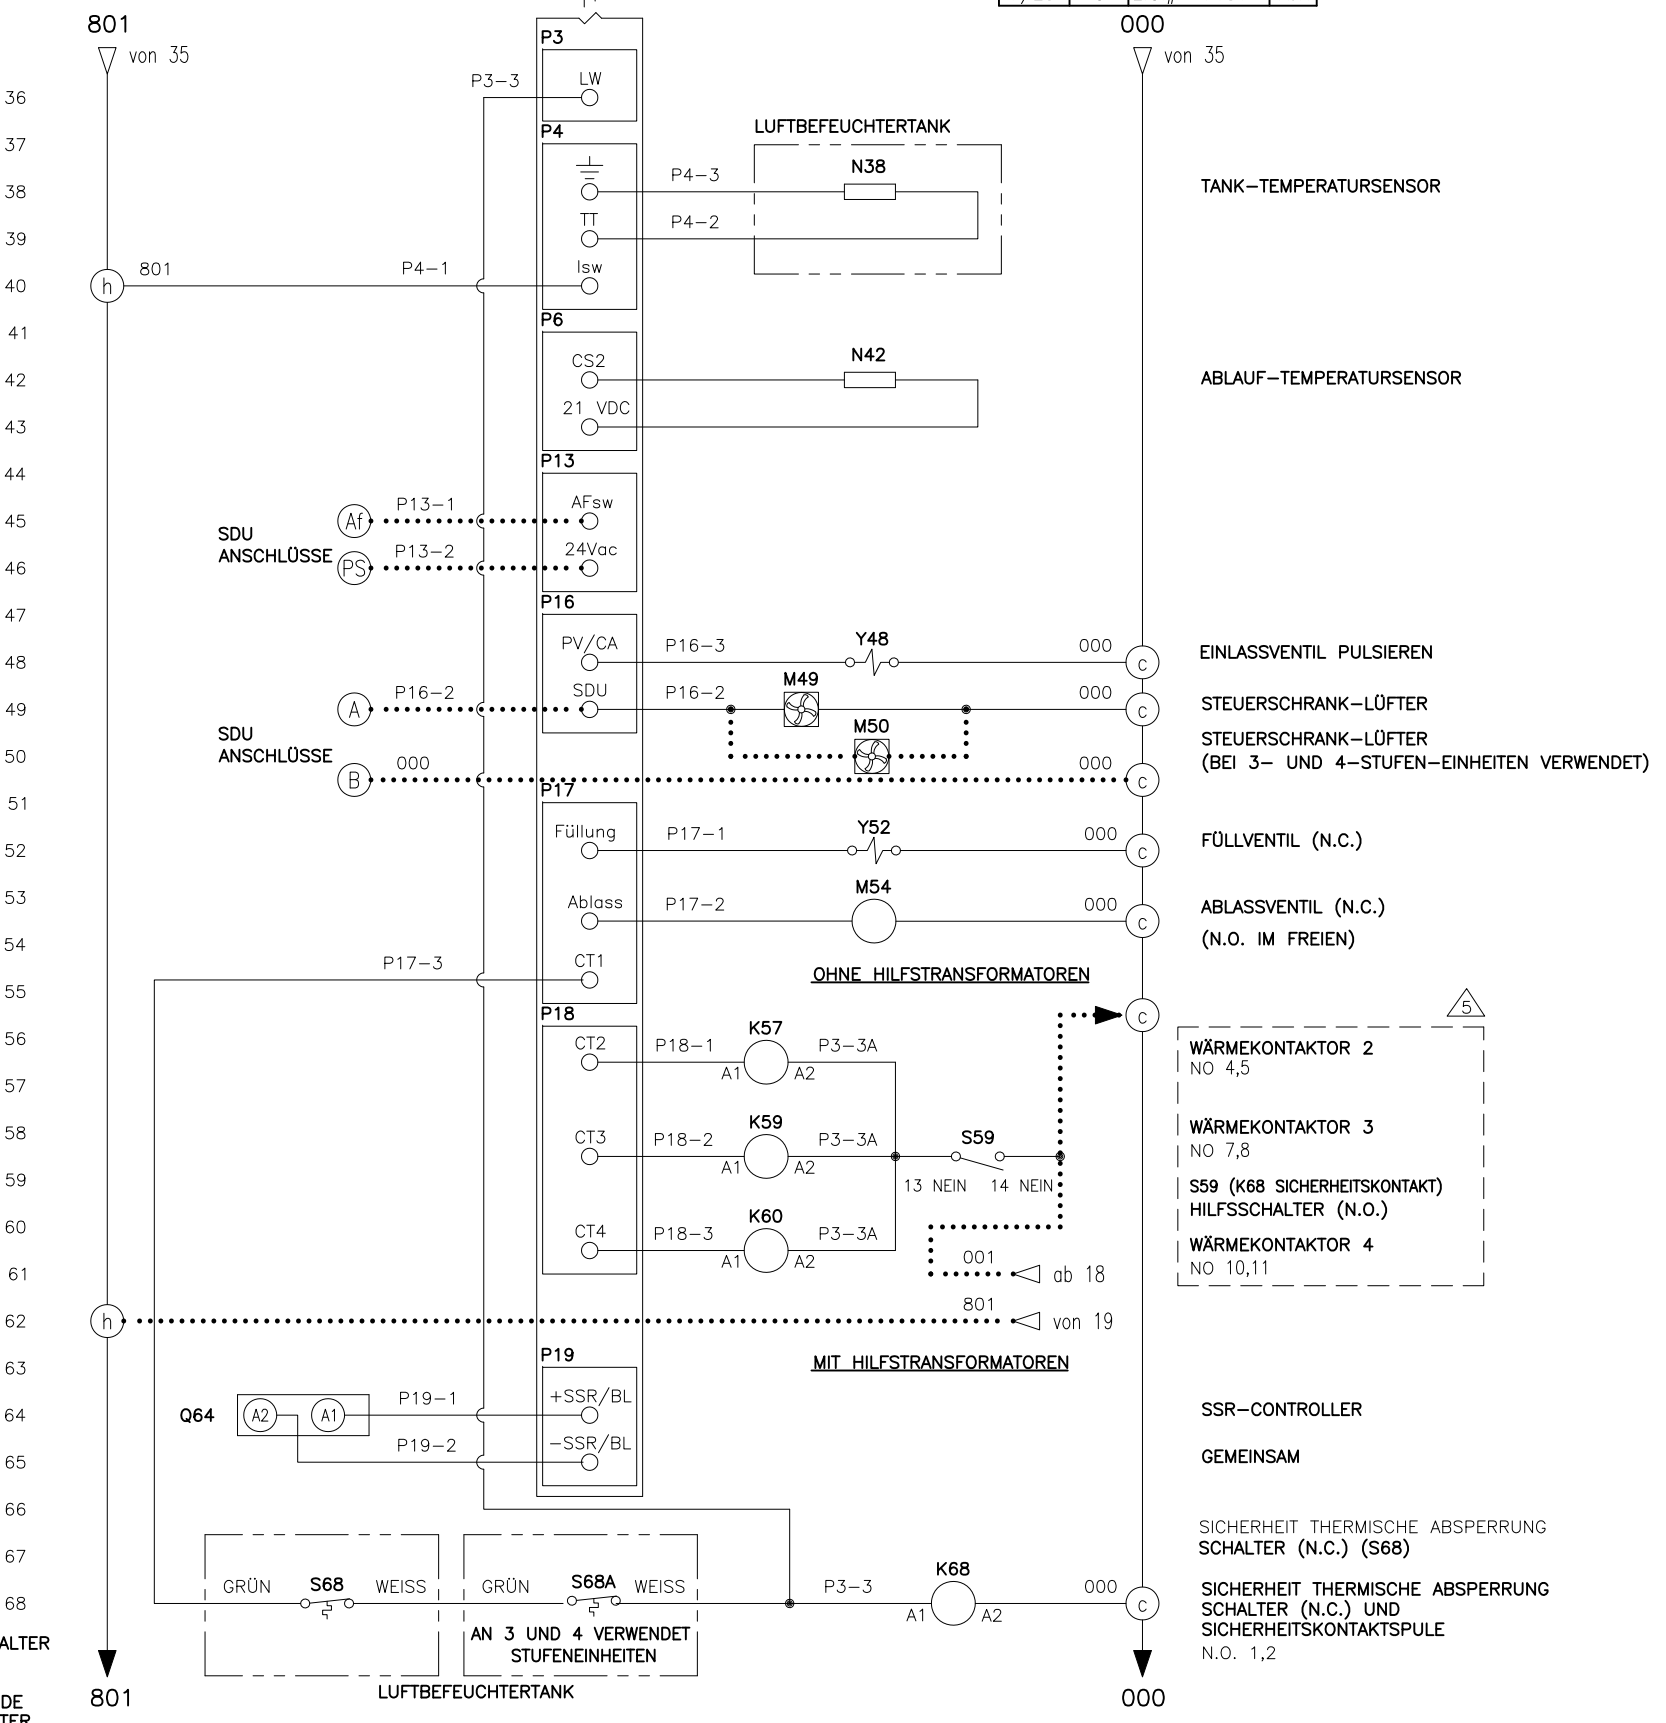 801
000
von 35
von 35
P3
P3-3
LW
36
P4
LUFTBEFEUCHTERTANK
37
P4-3
N38
38
TANK-TEMPERATURSENSOR
TT
P4-2
39
801
P4-1
Isw
h
40
P6
41
CS2
N42
42
ABLAUF-TEMPERATURSENSOR
21 VDC
43
P13
44
P13-1
AFsw
Af
45
SDU
ANSCHLÜSSE
P13-2
24Vac
PS
46
P16
47
PV/CA
P16-3
Y48
000
c
48
EINLASSVENTIL PULSIEREN
P16-2
SDU
P16-2
M49
000
A
c
49
STEUERSCHRANK-LÜFTER
SDU
ANSCHLÜSSE
M50
50
STEUERSCHRANK-LÜFTER
(BEI 3- UND 4-STUFEN-EINHEITEN VERWENDET)
000
000
B
c
P17
51
Füllung
P17-1
Y52
000
c
52
FÜLLVENTIL (N.C.)
53
Ablass
P17-2
M54
000
c
ABLASSVENTIL (N.C.)
(N.O. IM FREIEN)
54
P17-3
CT1
OHNE HILFSTRANSFORMATOREN
55
c
5
P18
56
CT2
P18-1
K57
P3-3A
A1
A2
WÄRMEKONTAKTOR 2
NO 4,5
57
58
CT3
P18-2
K59
P3-3A
S59
A1
A2
13 NEIN
14 NEIN
WÄRMEKONTAKTOR 3
NO 7,8
59
S59 (K68 SICHERHEITSKONTAKT)
HILFSSCHALTER (N.O.)
60
CT4
P18-3
K60
P3-3A
A1
A2
WÄRMEKONTAKTOR 4
NO 10,11
61
001
ab 18
62
h
801
von 19
63
P19
MIT HILFSTRANSFORMATOREN
64
Q64
A2
A1
P19-1
+SSR/BL
SSR-CONTROLLER
65
P19-2
-SSR/BL
GEMEINSAM
66
67
SICHERHEIT THERMISCHE ABSPERRUNG
SCHALTER (N.C.) (S68)
68
GRÜN
S68
WEISS
GRÜN
S68A
WEISS
P3-3
K68
A1
A2
000
c
SICHERHEIT THERMISCHE ABSPERRUNG
SCHALTER (N.C.) UND
SICHERHEITSKONTAKTSPULE
N.O. 1,2
ALTER
AN 3 UND 4 VERWENDET
STUFENEINHEITEN
LUFTBEFEUCHTERTANK
801
000
DE